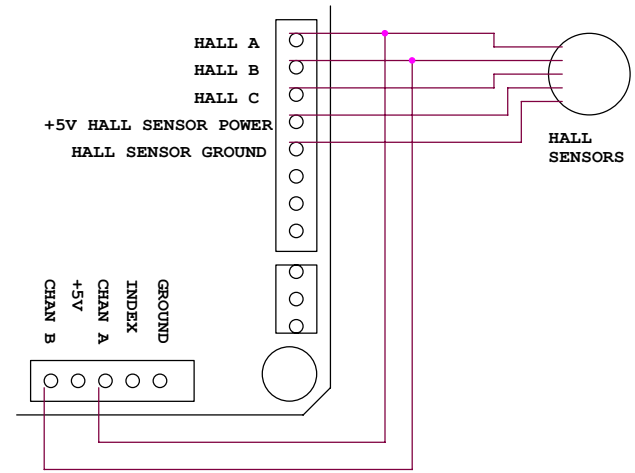 HALL A
HALL B
HALL C
+5V HALL SENSOR POWER
HALL SENSOR GROUND
HALL
SENSORS
CHAN B
+5V
CHAN A
INDEX
GROUND